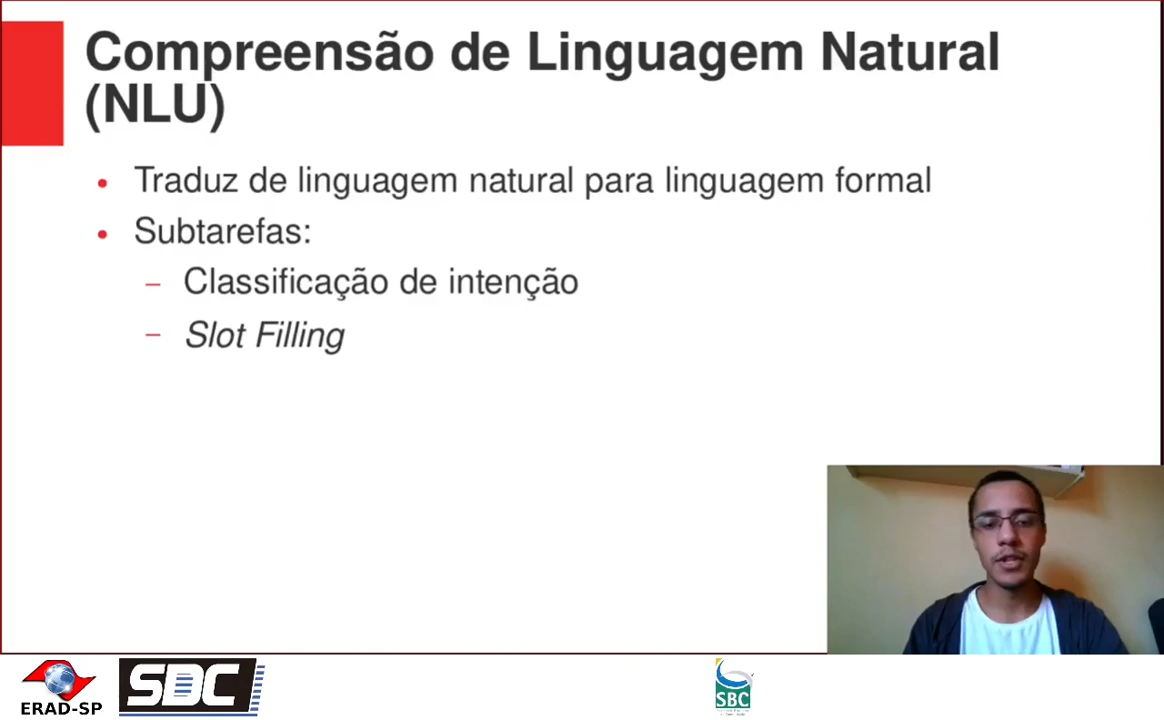 Compreensão de Linguagem Natural
(NLU)
Traduz de linguagem natural para linguagem formal
Subtarefas:
Classificação de intenção
Slot Filling
ERAD-SP
SDC
SBC